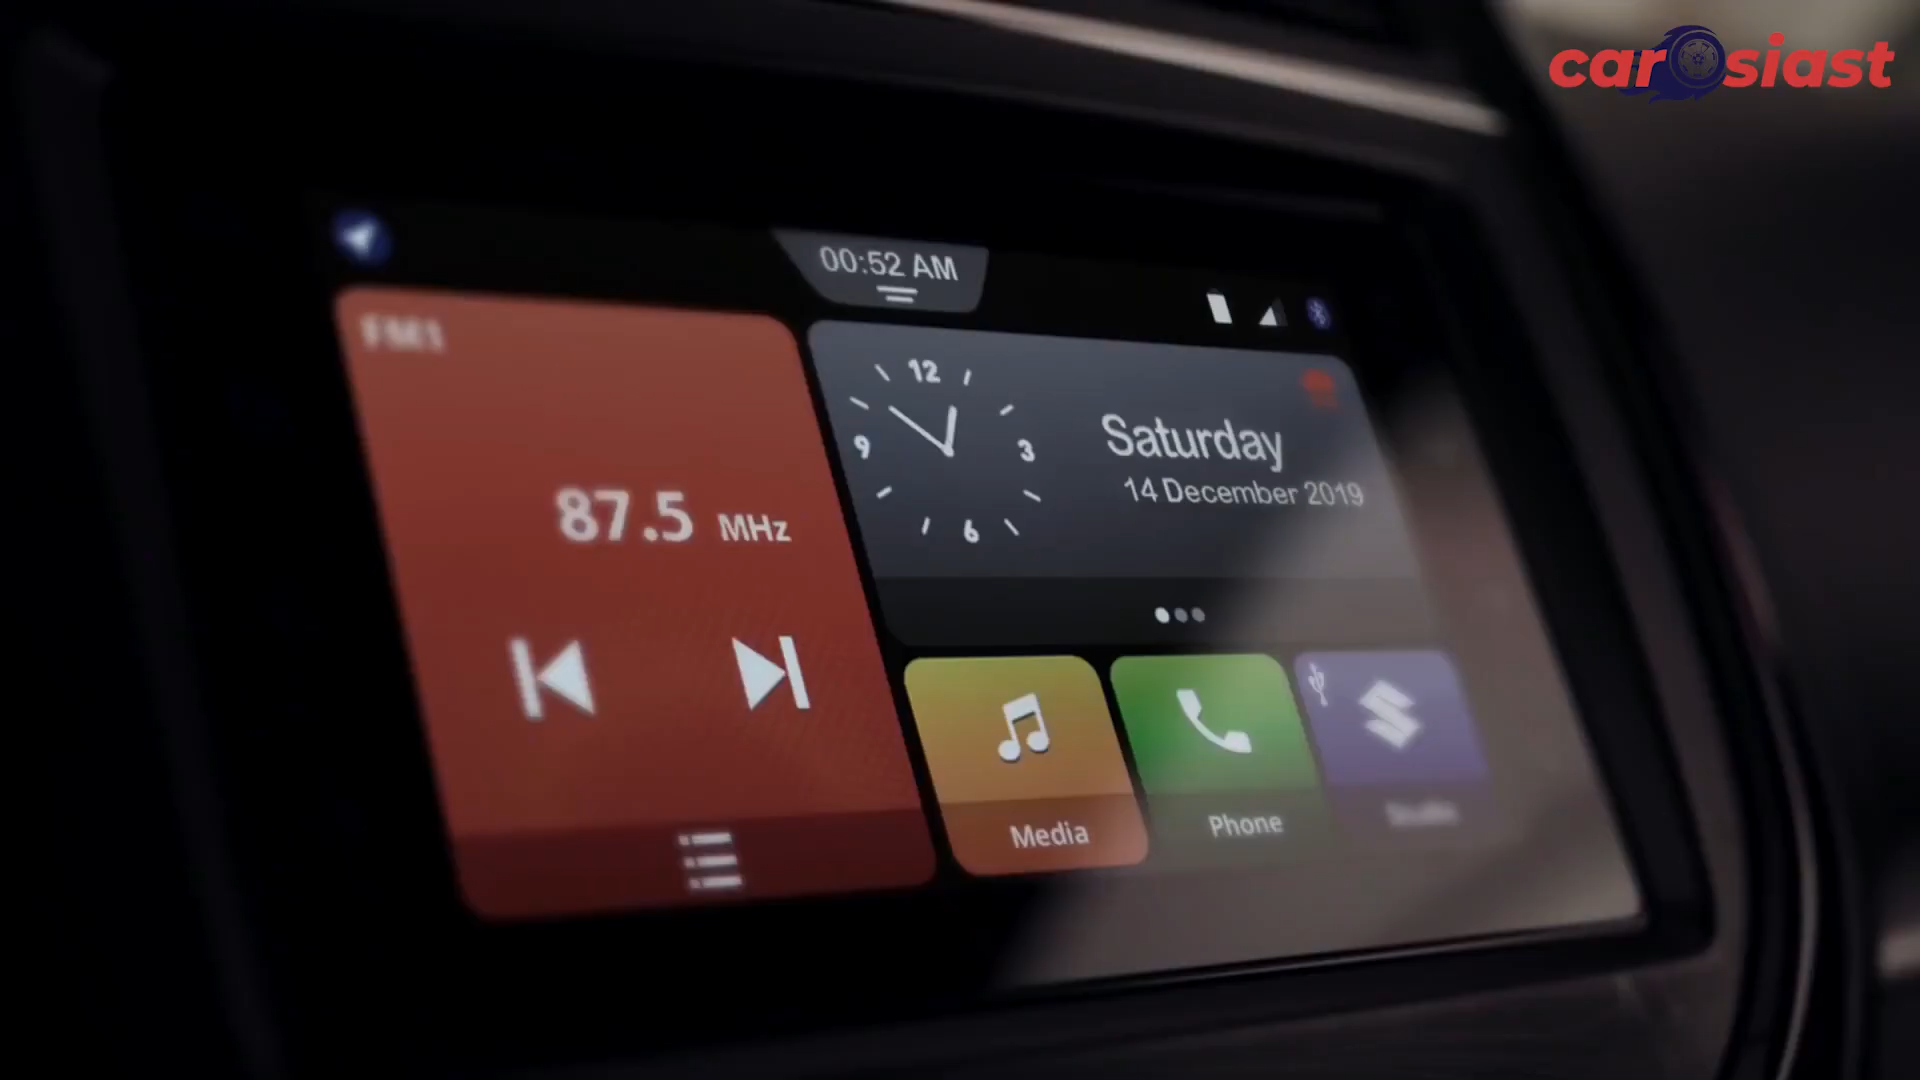 carOsiast
00:52 AM
FM1
12
9
3
6
Saturday
14 December 2019
87.5 MHz
Media
Phone